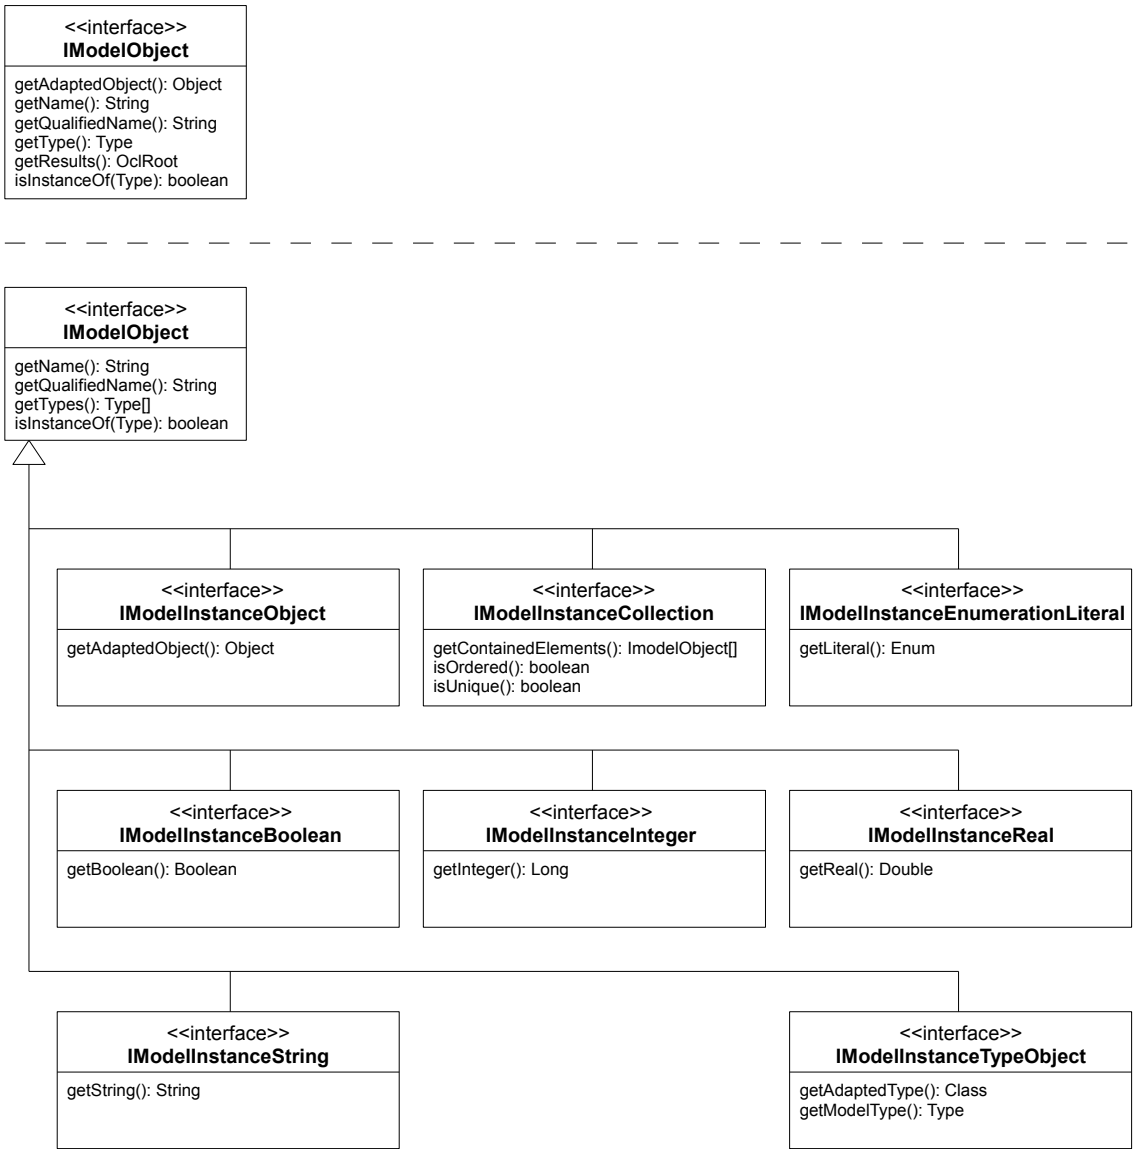 <<interface>>
IModelObject
getAdaptedObject(): Object
getName(): String
getQualifiedName(): String
getType(): Type
getResults(): OclRoot
isInstanceOf(Type): boolean
<<interface>>
IModelObject
getName(): String
getQualifiedName(): String
getTypes(): Type[]
isInstanceOf(Type): boolean
<<interface>>
IModelInstanceObject
getAdaptedObject(): Object
<<interface>>
IModelInstanceCollection
getContainedElements(): ImodelObject[]
isOrdered(): boolean
isUnique(): boolean
<<interface>>
IModelInstanceEnumerationLiteral
getLiteral(): Enum
<<interface>>
IModelInstanceBoolean
getBoolean(): Boolean
<<interface>>
IModelInstanceInteger
getInteger(): Long
<<interface>>
IModelInstanceReal
getReal(): Double
<<interface>>
IModelInstanceString
getString(): String
<<interface>>
IModelInstanceTypeObject
getAdaptedType(): Class
getModelType(): Type